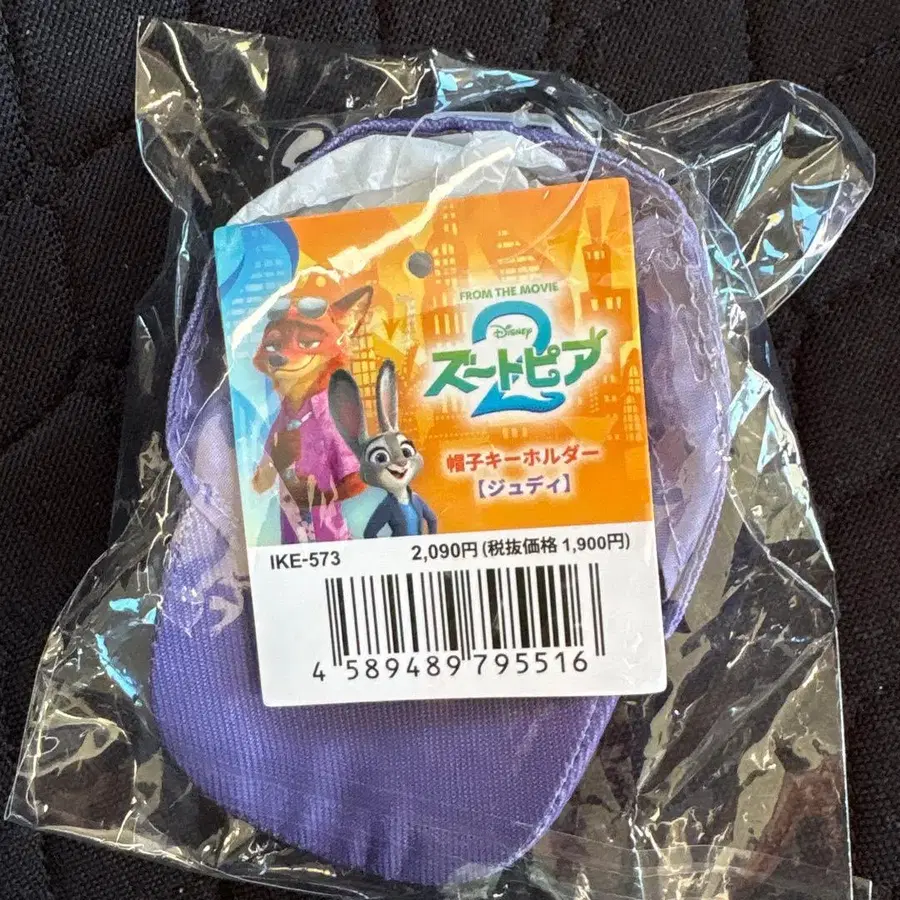 FROM THE MOVIE
Disney
ズートピア
2
帽子キーホルダー
【ジュディ】
IKE-573 2,090円(税抜価格 1,900円)
4 589489 795516